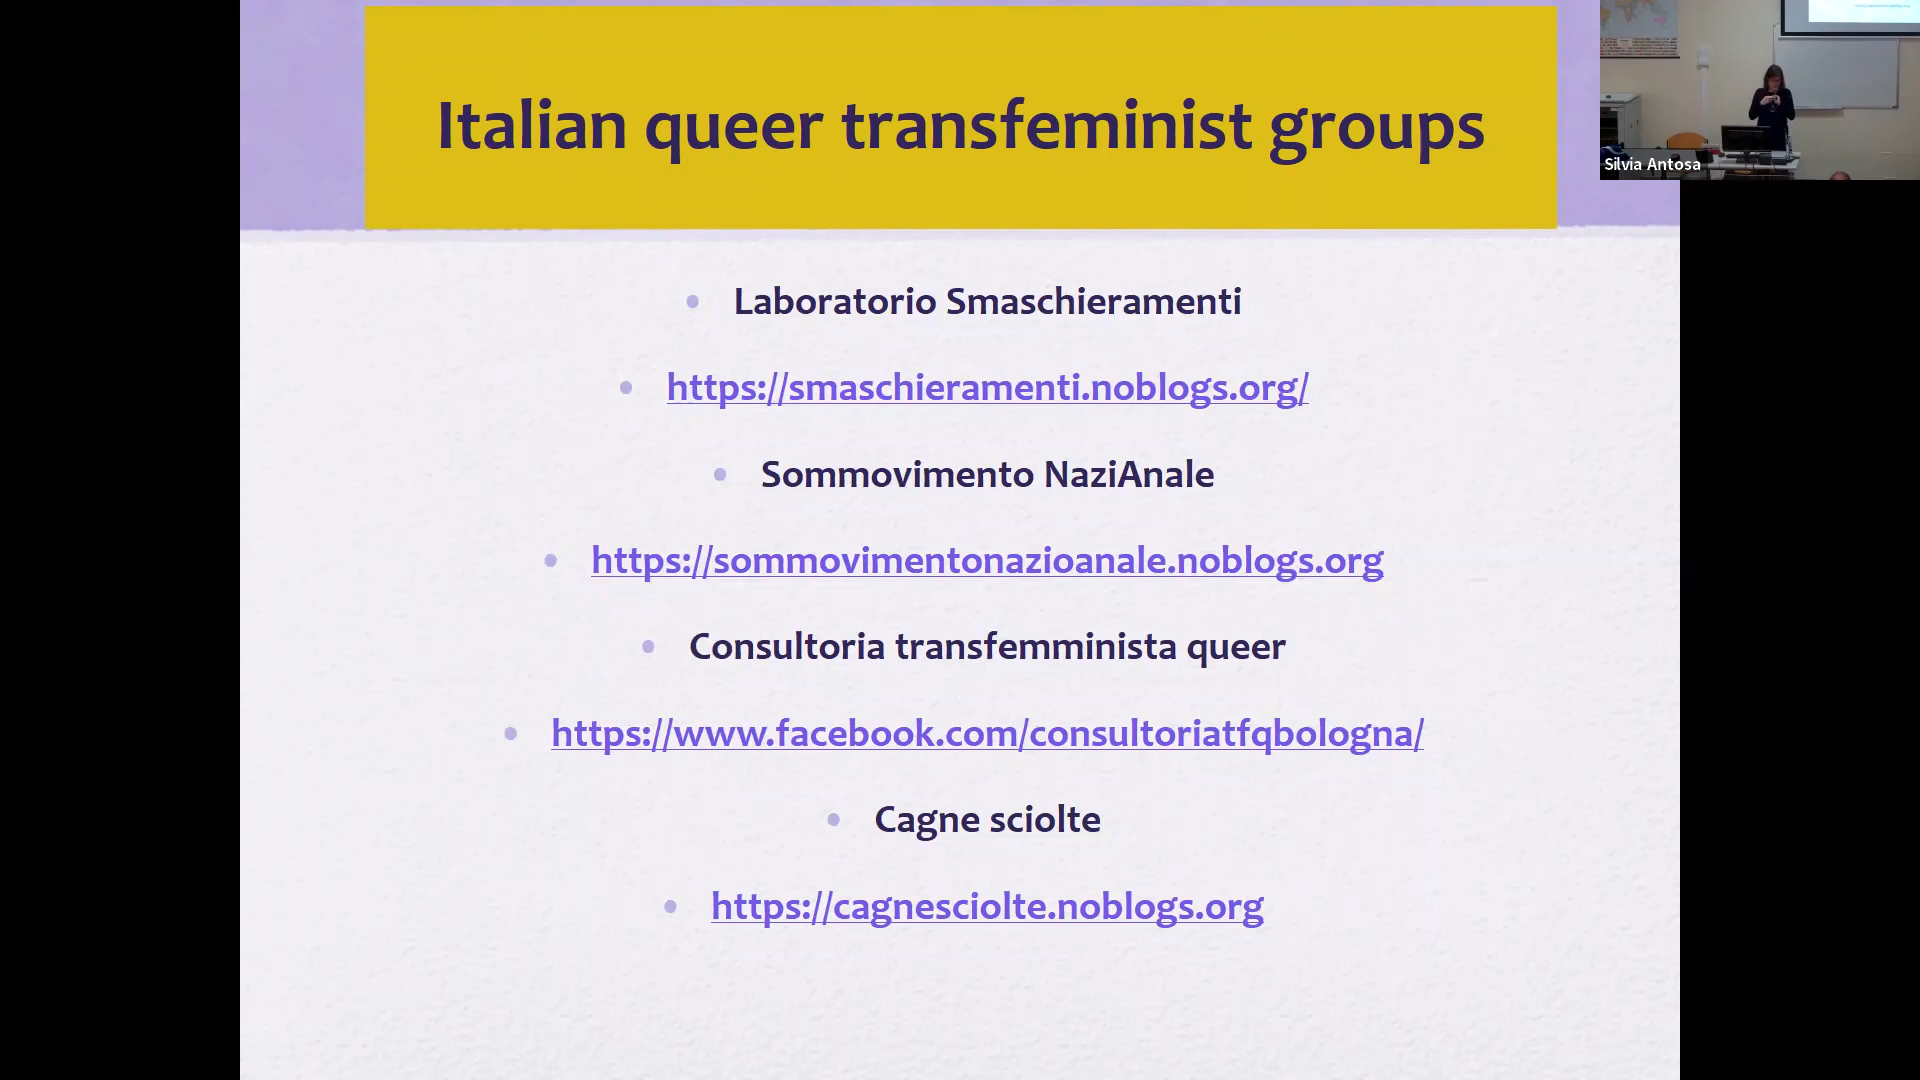 Italian queer transfeminist groups
Laboratorio Smaschieramenti
https://smaschieramenti.noblogs.org/
Sommovimento NaziAnale
https://sommovimentonazioanale.noblogs.org
Consultoria transfemminista queer
https://www.facebook.com/consultoriatfqbologna/
Cagne sciolte
https://cagnesciolte.noblogs.org
Silvia Antosa